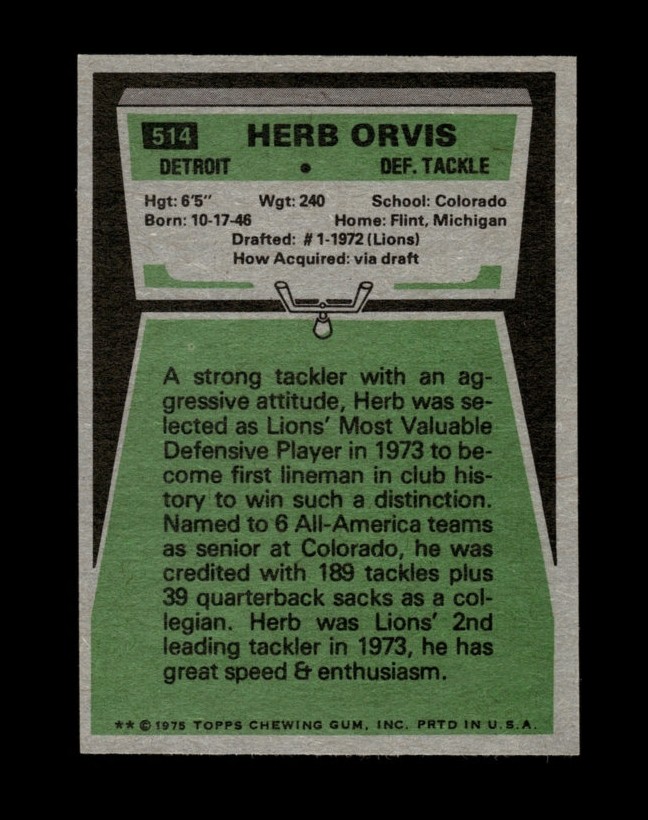 514 HERB ORVIS
DETROIT • DEF. TACKLE
Hgt: 6'5" Wgt: 240 School: Colorado
Born: 10-17-46 Home: Flint, Michigan
Drafted: #1-1972 (Lions)
How Acquired: via draft
A strong tackler with an ag-
gressive attitude, Herb was se-
lected as Lions' Most Valuable
Defensive Player in 1973 to be-
come first lineman in club his-
tory to win such a distinction.
Named to 6 All-America teams
as senior at Colorado, he was
credited with 189 tackles plus
39 quarterback sacks as a col-
legian. Herb was Lions' 2nd
leading tackler in 1973, he has
great speed & enthusiasm.
** © 1975 TOPPS CHEWING GUM, INC. PRTD IN U.S.A.